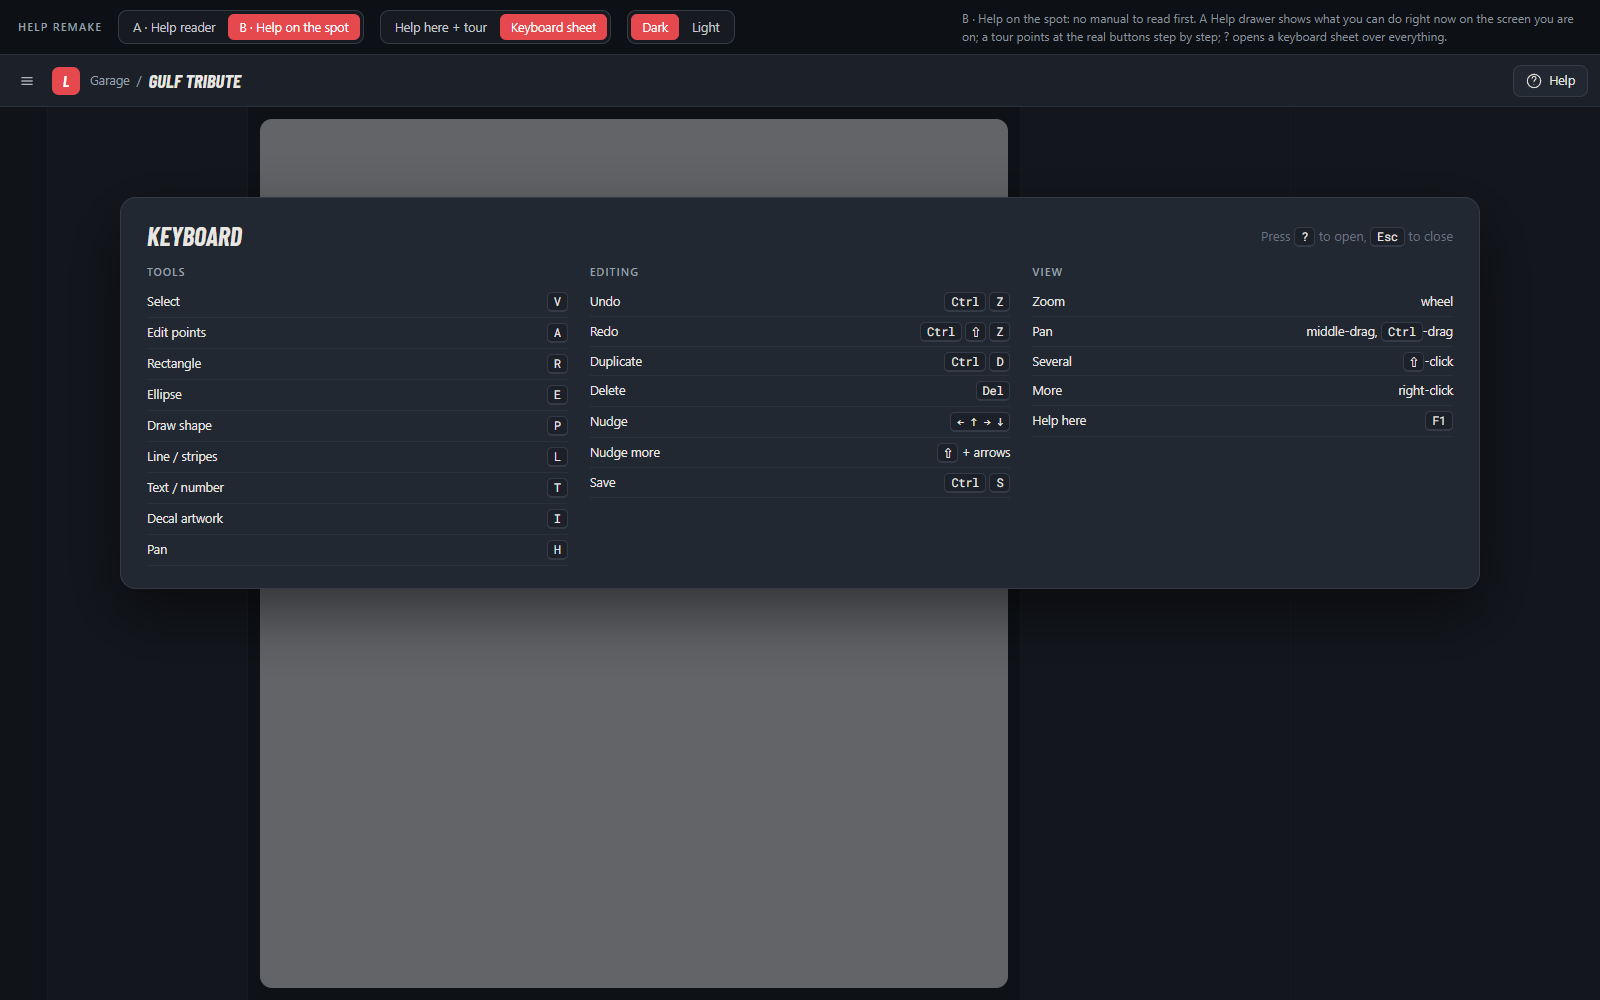 HELP REMAKE
A · Help reader
B · Help on the spot
Help here + tour
Keyboard sheet
Dark
Light
B · Help on the spot: no manual to read first. A Help drawer shows what you can do right now on the screen you are
on; a tour points at the real buttons step by step; ? opens a keyboard sheet over everything.
L
Garage / GULF TRIBUTE
Help
KEYBOARD
Press ? to open, Esc to close
TOOLS
Select V
Edit points A
Rectangle R
Ellipse E
Draw shape P
Line / stripes L
Text / number T
Decal artwork I
Pan H
EDITING
Undo Ctrl Z
Redo Ctrl ⇧ Z
Duplicate Ctrl D
Delete Del
Nudge ← ↑ → ↓
Nudge more ⇧ + arrows
Save Ctrl S
VIEW
Zoom wheel
Pan middle-drag, Ctrl -drag
Several ⇧ -click
More right-click
Help here F1